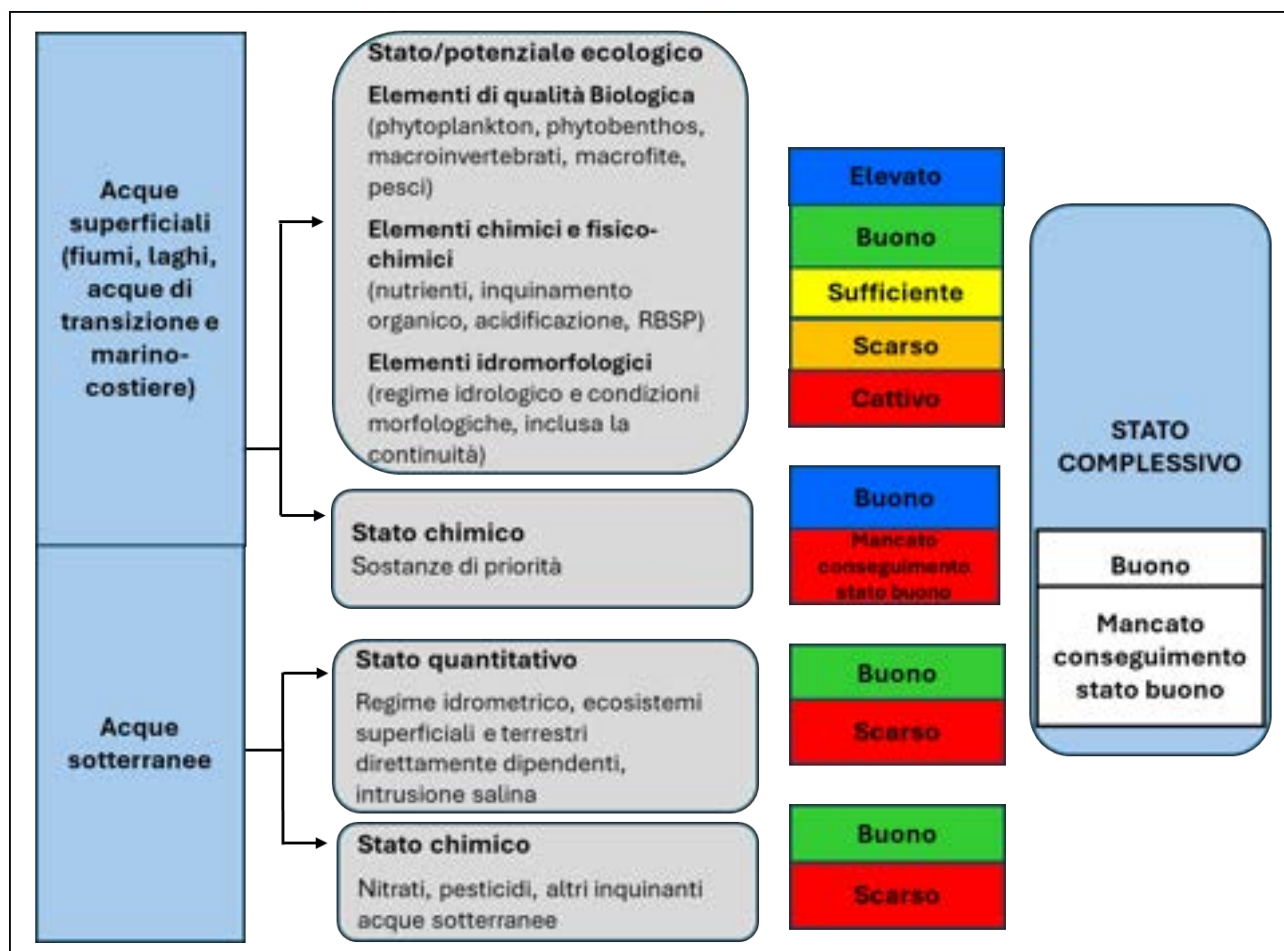 Acque
superficiali
(fiumi, laghi,
acque di
transizione e
marino-
costiere)
Stato/potenziale ecologico
Elementi di qualità Biologica
(phytoplankton, phytobenthos,
macroinvertebrati, macrofite,
pesci)
Elementi chimici e fisico-
chimici
(nutrienti, inquinamento
organico, acidificazione, RBSP)
Elementi idromorfologici
(regime idrologico e condizioni
morfologiche, inclusa la
continuità)
Elevato
Buono
Sufficiente
Scarso
Cattivo
Stato chimico
Sostanze di priorità
Buono
Mancato
conseguimento
stato buono
Acque
sotterranee
Stato quantitativo
Regime idrometrico, ecosistemi
superficiali e terrestri
direttamente dipendenti,
intrusione salina
Buono
Scarso
Stato chimico
Nitrati, pesticidi, altri inquinanti
acque sotterranee
Buono
Scarso
STATO
COMPLESSIVO
Buono
Mancato
conseguimento
stato buono